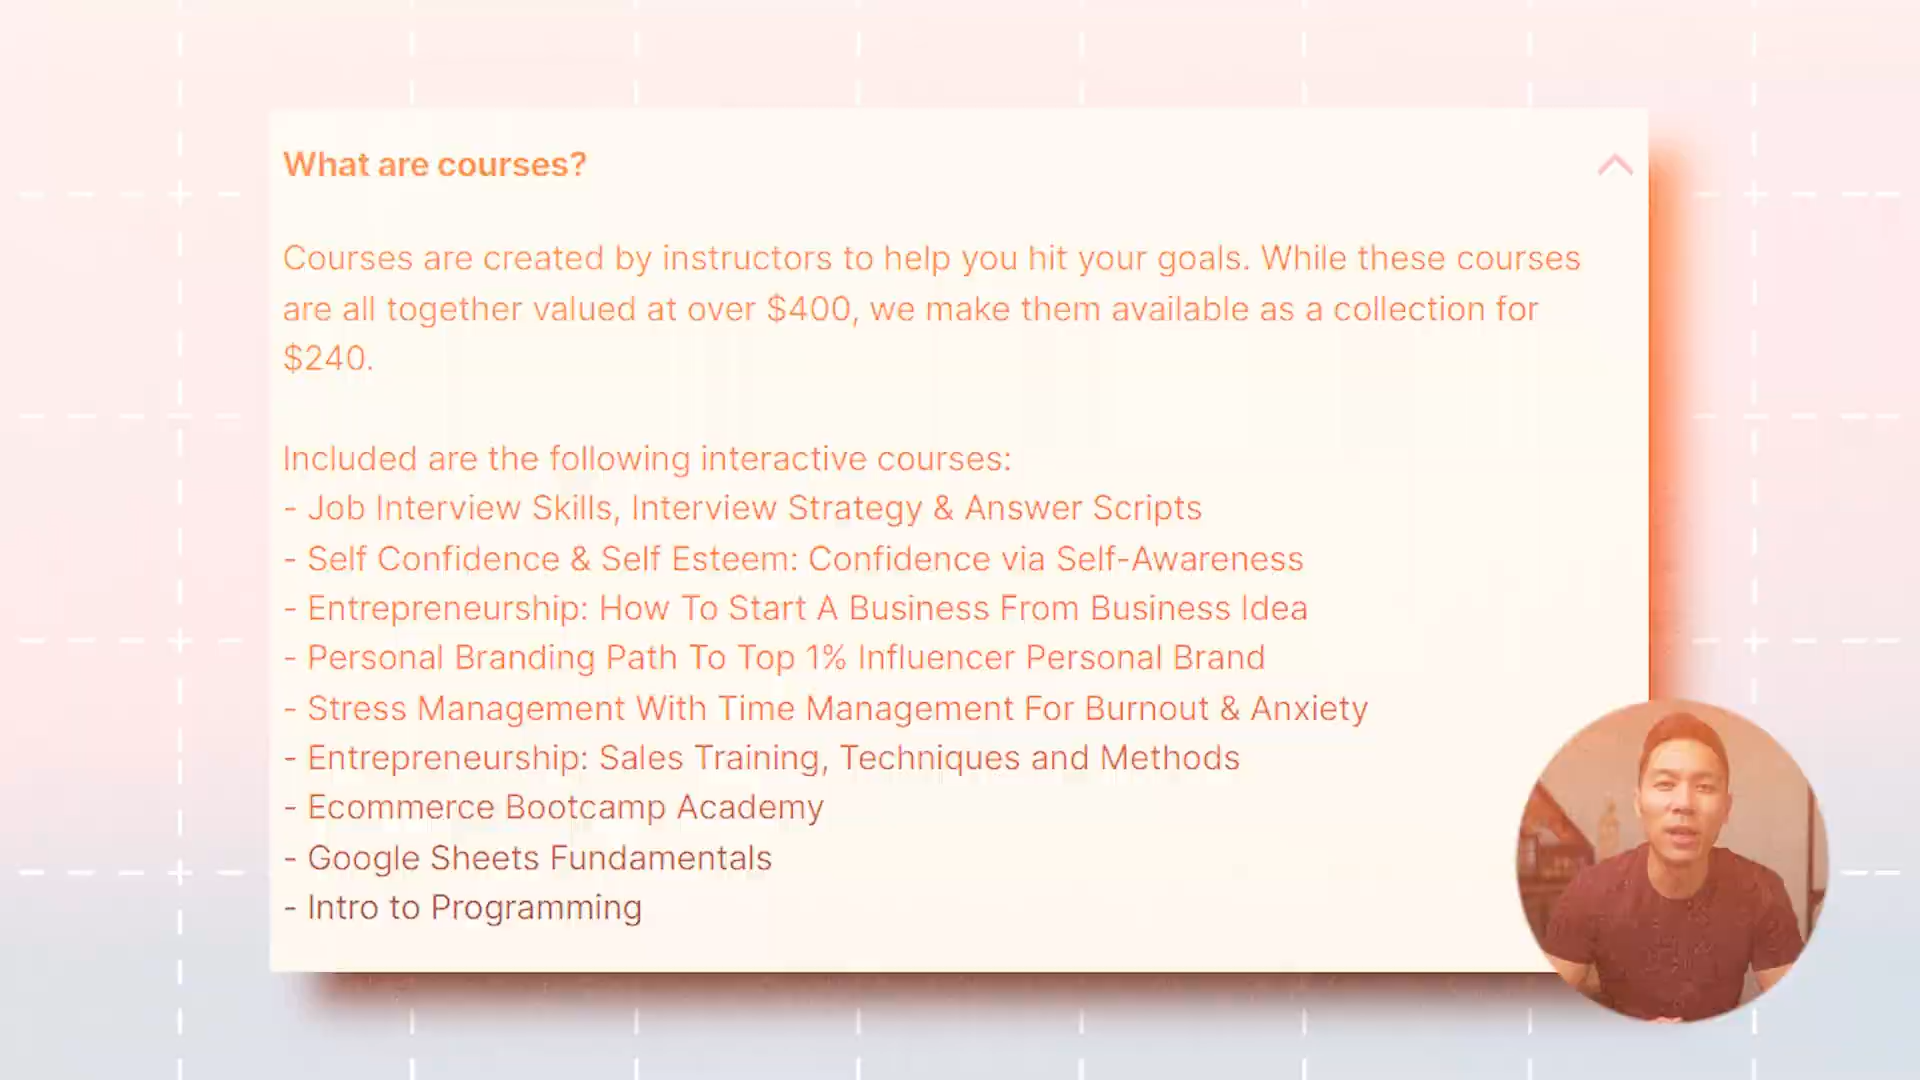 What are courses?
Courses are created by instructors to help you hit your goals. While these courses
are all together valued at over $400, we make them available as a collection for
$240.
Included are the following interactive courses:
- Job Interview Skills, Interview Strategy & Answer Scripts
- Self Confidence & Self Esteem: Confidence via Self-Awareness
- Entrepreneurship: How To Start A Business From Business Idea
- Personal Branding Path To Top 1% Influencer Personal Brand
- Stress Management With Time Management For Burnout & Anxiety
- Entrepreneurship: Sales Training, Techniques and Methods
- Ecommerce Bootcamp Academy
- Google Sheets Fundamentals
- Intro to Programming